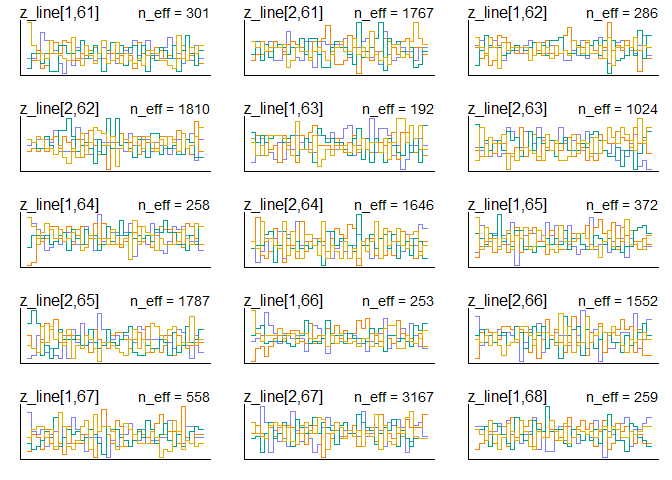 z_line[1,61] n_eff = 301 z_line[2,61] n_eff = 1767 z_line[1,62] n_eff = 286
z_line[2,62] n_eff = 1810 z_line[1,63] n_eff = 192 z_line[2,63] n_eff = 1024
z_line[1,64] n_eff = 258 z_line[2,64] n_eff = 1646 z_line[1,65] n_eff = 372
z_line[2,65] n_eff = 1787 z_line[1,66] n_eff = 253 z_line[2,66] n_eff = 1552
z_line[1,67] n_eff = 558 z_line[2,67] n_eff = 3167 z_line[1,68] n_eff = 259